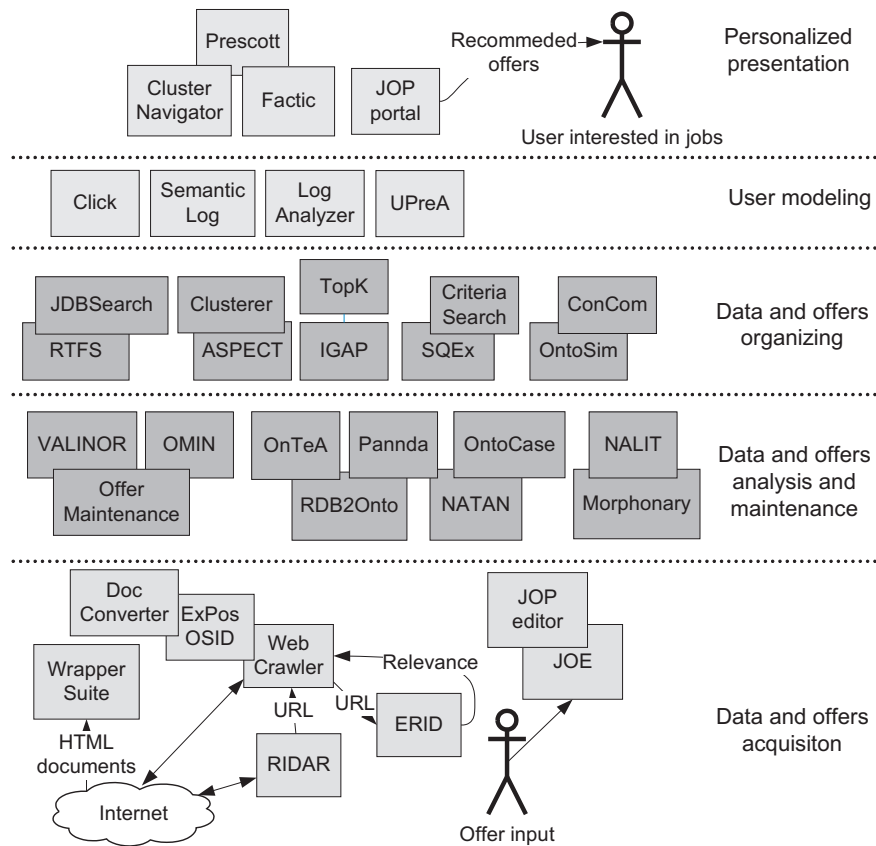 Prescott
Cluster
Navigator
Factic
JOP
portal
Recommeded
offers
User interested in jobs
Personalized
presentation
Click
Semantic
Log
Log
Analyzer
UPreA
User modeling
JDBSearch
RTFS
Clusterer
ASPECT
TopK
IGAP
Criteria
Search
SQEx
ConCom
OntoSim
Data and offers
organizing
VALINOR
OMIN
Offer
Maintenance
OnTeA
Pannda
OntoCase
RDB2Onto
NATAN
NALIT
Morphonary
Data and offers
analysis and
maintenance
Doc
Converter
ExPos
OSID
Web
Crawler
Wrapper
Suite
HTML
documents
Internet
URL
RIDAR
URL
Relevance
ERID
JOP
editor
JOE
Offer input
Data and offers
acquisiton